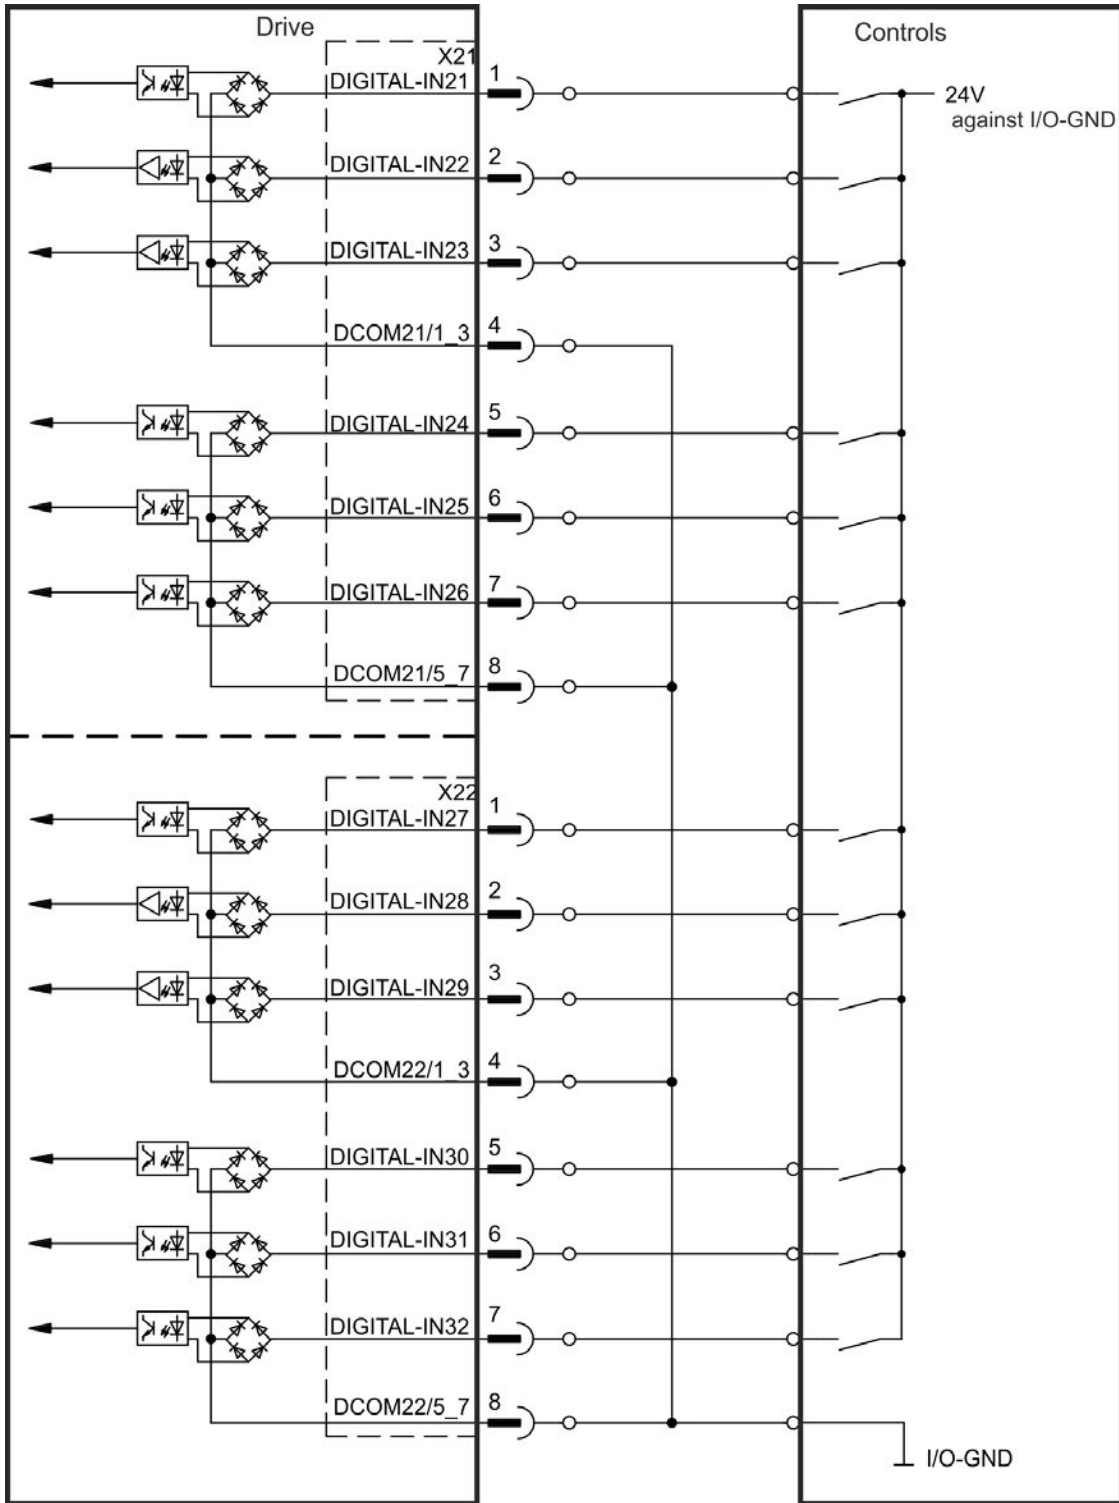 Drive
Controls
X21
DIGITAL-IN21
1
24V
against I/O-GND
DIGITAL-IN22
2
DIGITAL-IN23
3
DCOM21/1_3
4
DIGITAL-IN24
5
DIGITAL-IN25
6
DIGITAL-IN26
7
DCOM21/5_7
8
X22
DIGITAL-IN27
1
DIGITAL-IN28
2
DIGITAL-IN29
3
DCOM22/1_3
4
DIGITAL-IN30
5
DIGITAL-IN31
6
DIGITAL-IN32
7
DCOM22/5_7
8
I/O-GND